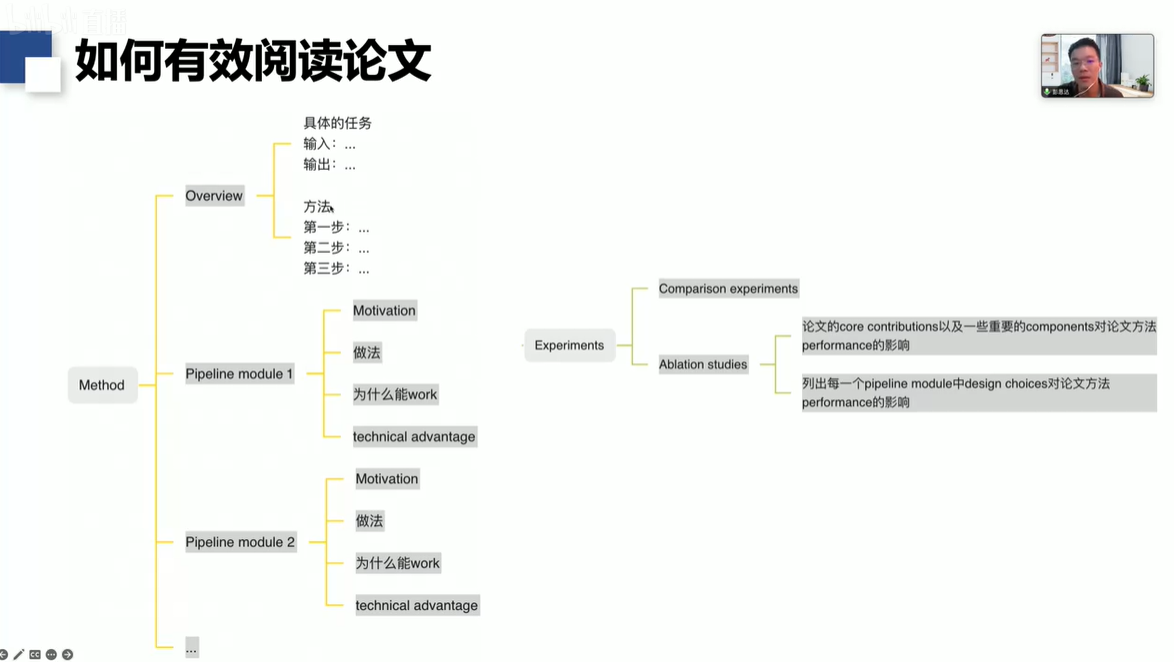 直播
如何有效阅读论文
彭思达
具体的任务
输入：...
输出：...
Overview
方法
第一步：...
第二步：...
第三步：...
Method
Pipeline module 1
Motivation
做法
为什么能work
technical advantage
Pipeline module 2
Motivation
做法
为什么能work
technical advantage
...
Experiments
Comparison experiments
Ablation studies
论文的core contributions以及一些重要的components对论文方法
performance的影响
列出每一个pipeline module中design choices对论文方法
performance的影响
CC